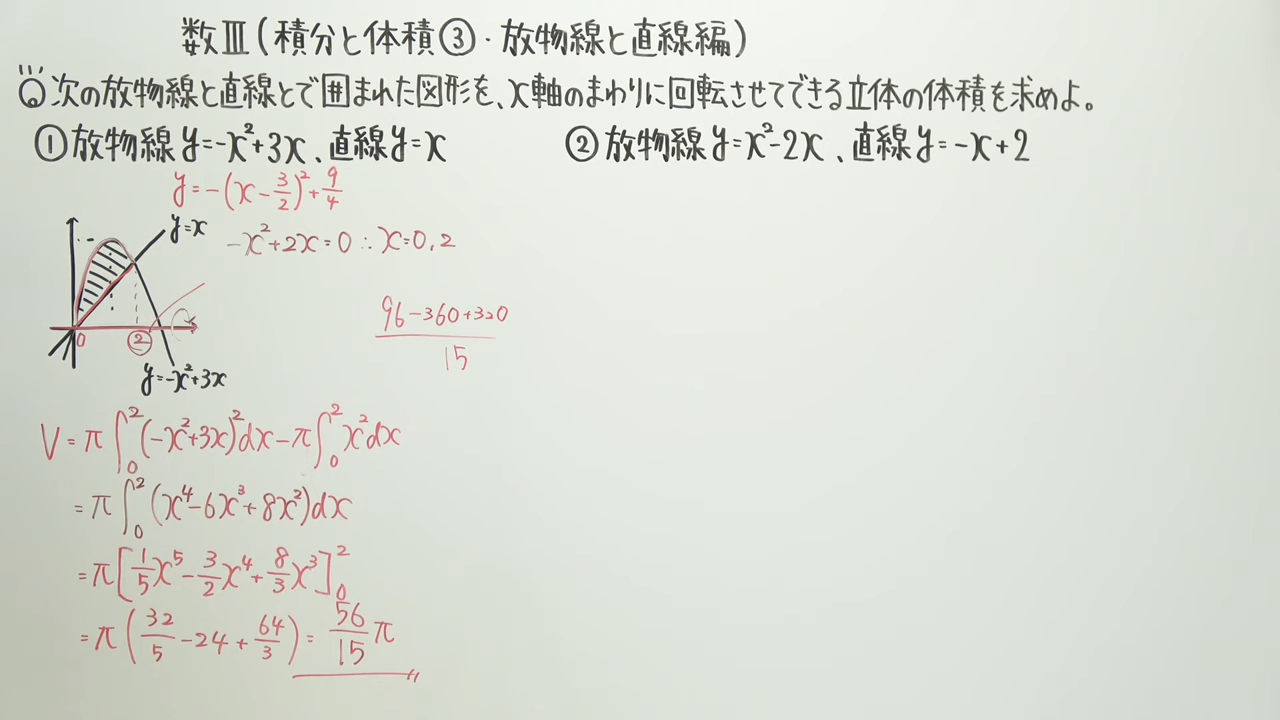 数Ⅲ(積分と体積③・放物線と直線編)
Q次の放物線と直線とで囲まれた図形を、x軸のまわりに回転させてできる立体の体積を求めよ。
①放物線y=-x²+3x、直線y=x
②放物線y=x²-2x、直線y=-x+2
y=-(x-3/2)²+9/4
y=x
-x²+2x=0∴x=0,2
0
2
y=-x²+3x
(96-360+320)/15
V=π∫₀²(-x²+3x)²dx-π∫₀²x²dx
=π∫₀²(x⁴-6x³+8x²)dx
=π[1/5x⁵-3/2x⁴+8/3x³]₀²
=π(32/5-24+64/3)=56/15π